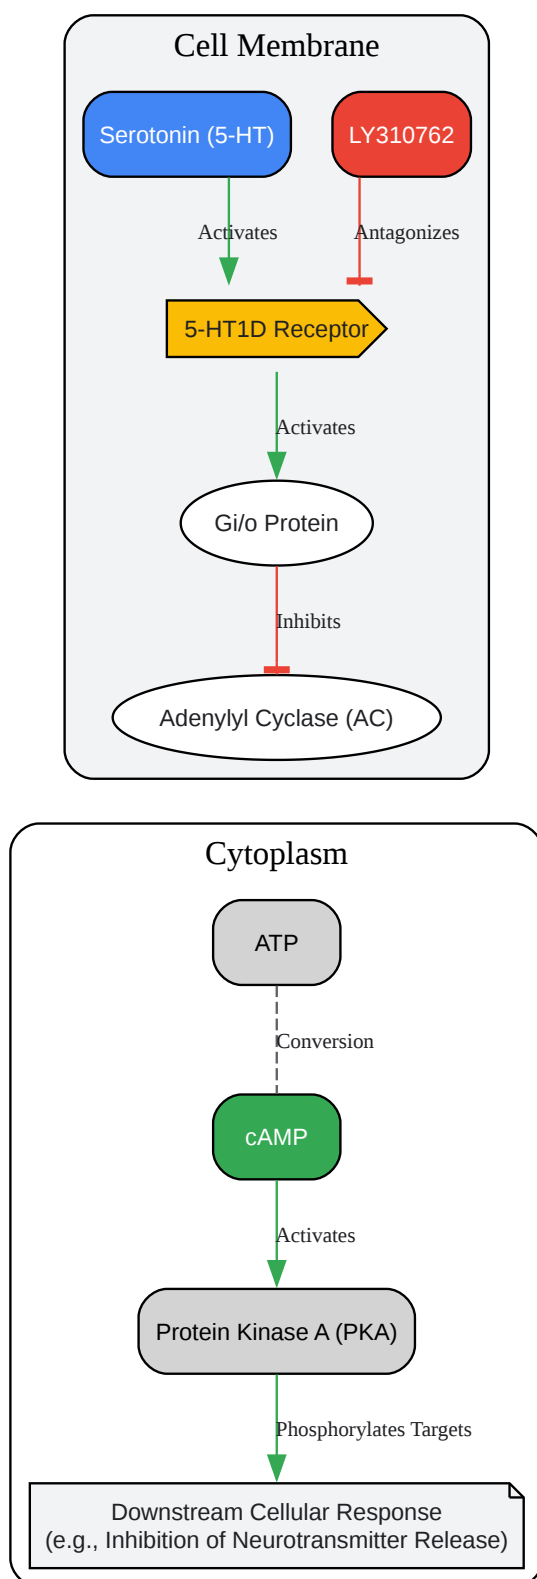 Cell Membrane
Serotonin (5-HT)
LY310762
Activates
Antagonizes
5-HT1D Receptor
Activates
Gi/o Protein
Inhibits
Adenylyl Cyclase (AC)
Cytoplasm
ATP
Conversion
cAMP
Activates
Protein Kinase A (PKA)
Phosphorylates Targets
Downstream Cellular Response
(e.g., Inhibition of Neurotransmitter Release)